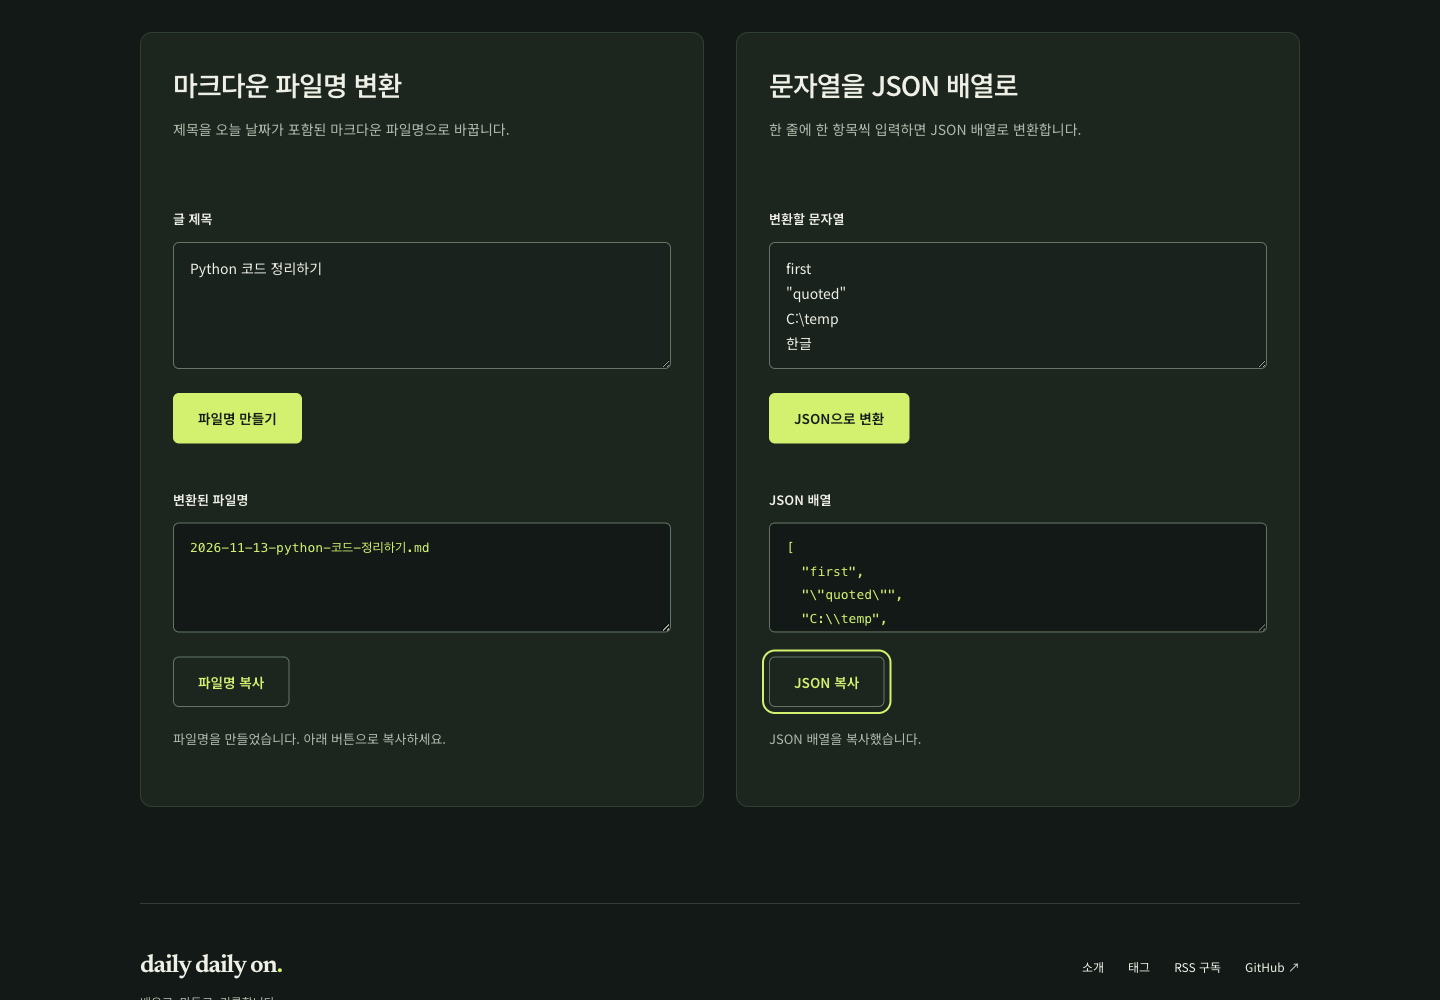 마크다운 파일명 변환
제목을 오늘 날짜가 포함된 마크다운 파일명으로 바꿉니다.
글 제목
Python 코드 정리하기
파일명 만들기
변환된 파일명
2026-11-13-python-코드-정리하기.md
파일명 복사
파일명을 만들었습니다. 아래 버튼으로 복사하세요.
문자열을 JSON 배열로
한 줄에 한 항목씩 입력하면 JSON 배열로 변환합니다.
변환할 문자열
first
"quoted"
C:\temp
한글
JSON으로 변환
JSON 배열
[
"first",
"\"quoted\"",
"C:\\temp",
JSON 복사
JSON 배열을 복사했습니다.
daily daily on.
소개 태그 RSS 구독 GitHub ↗